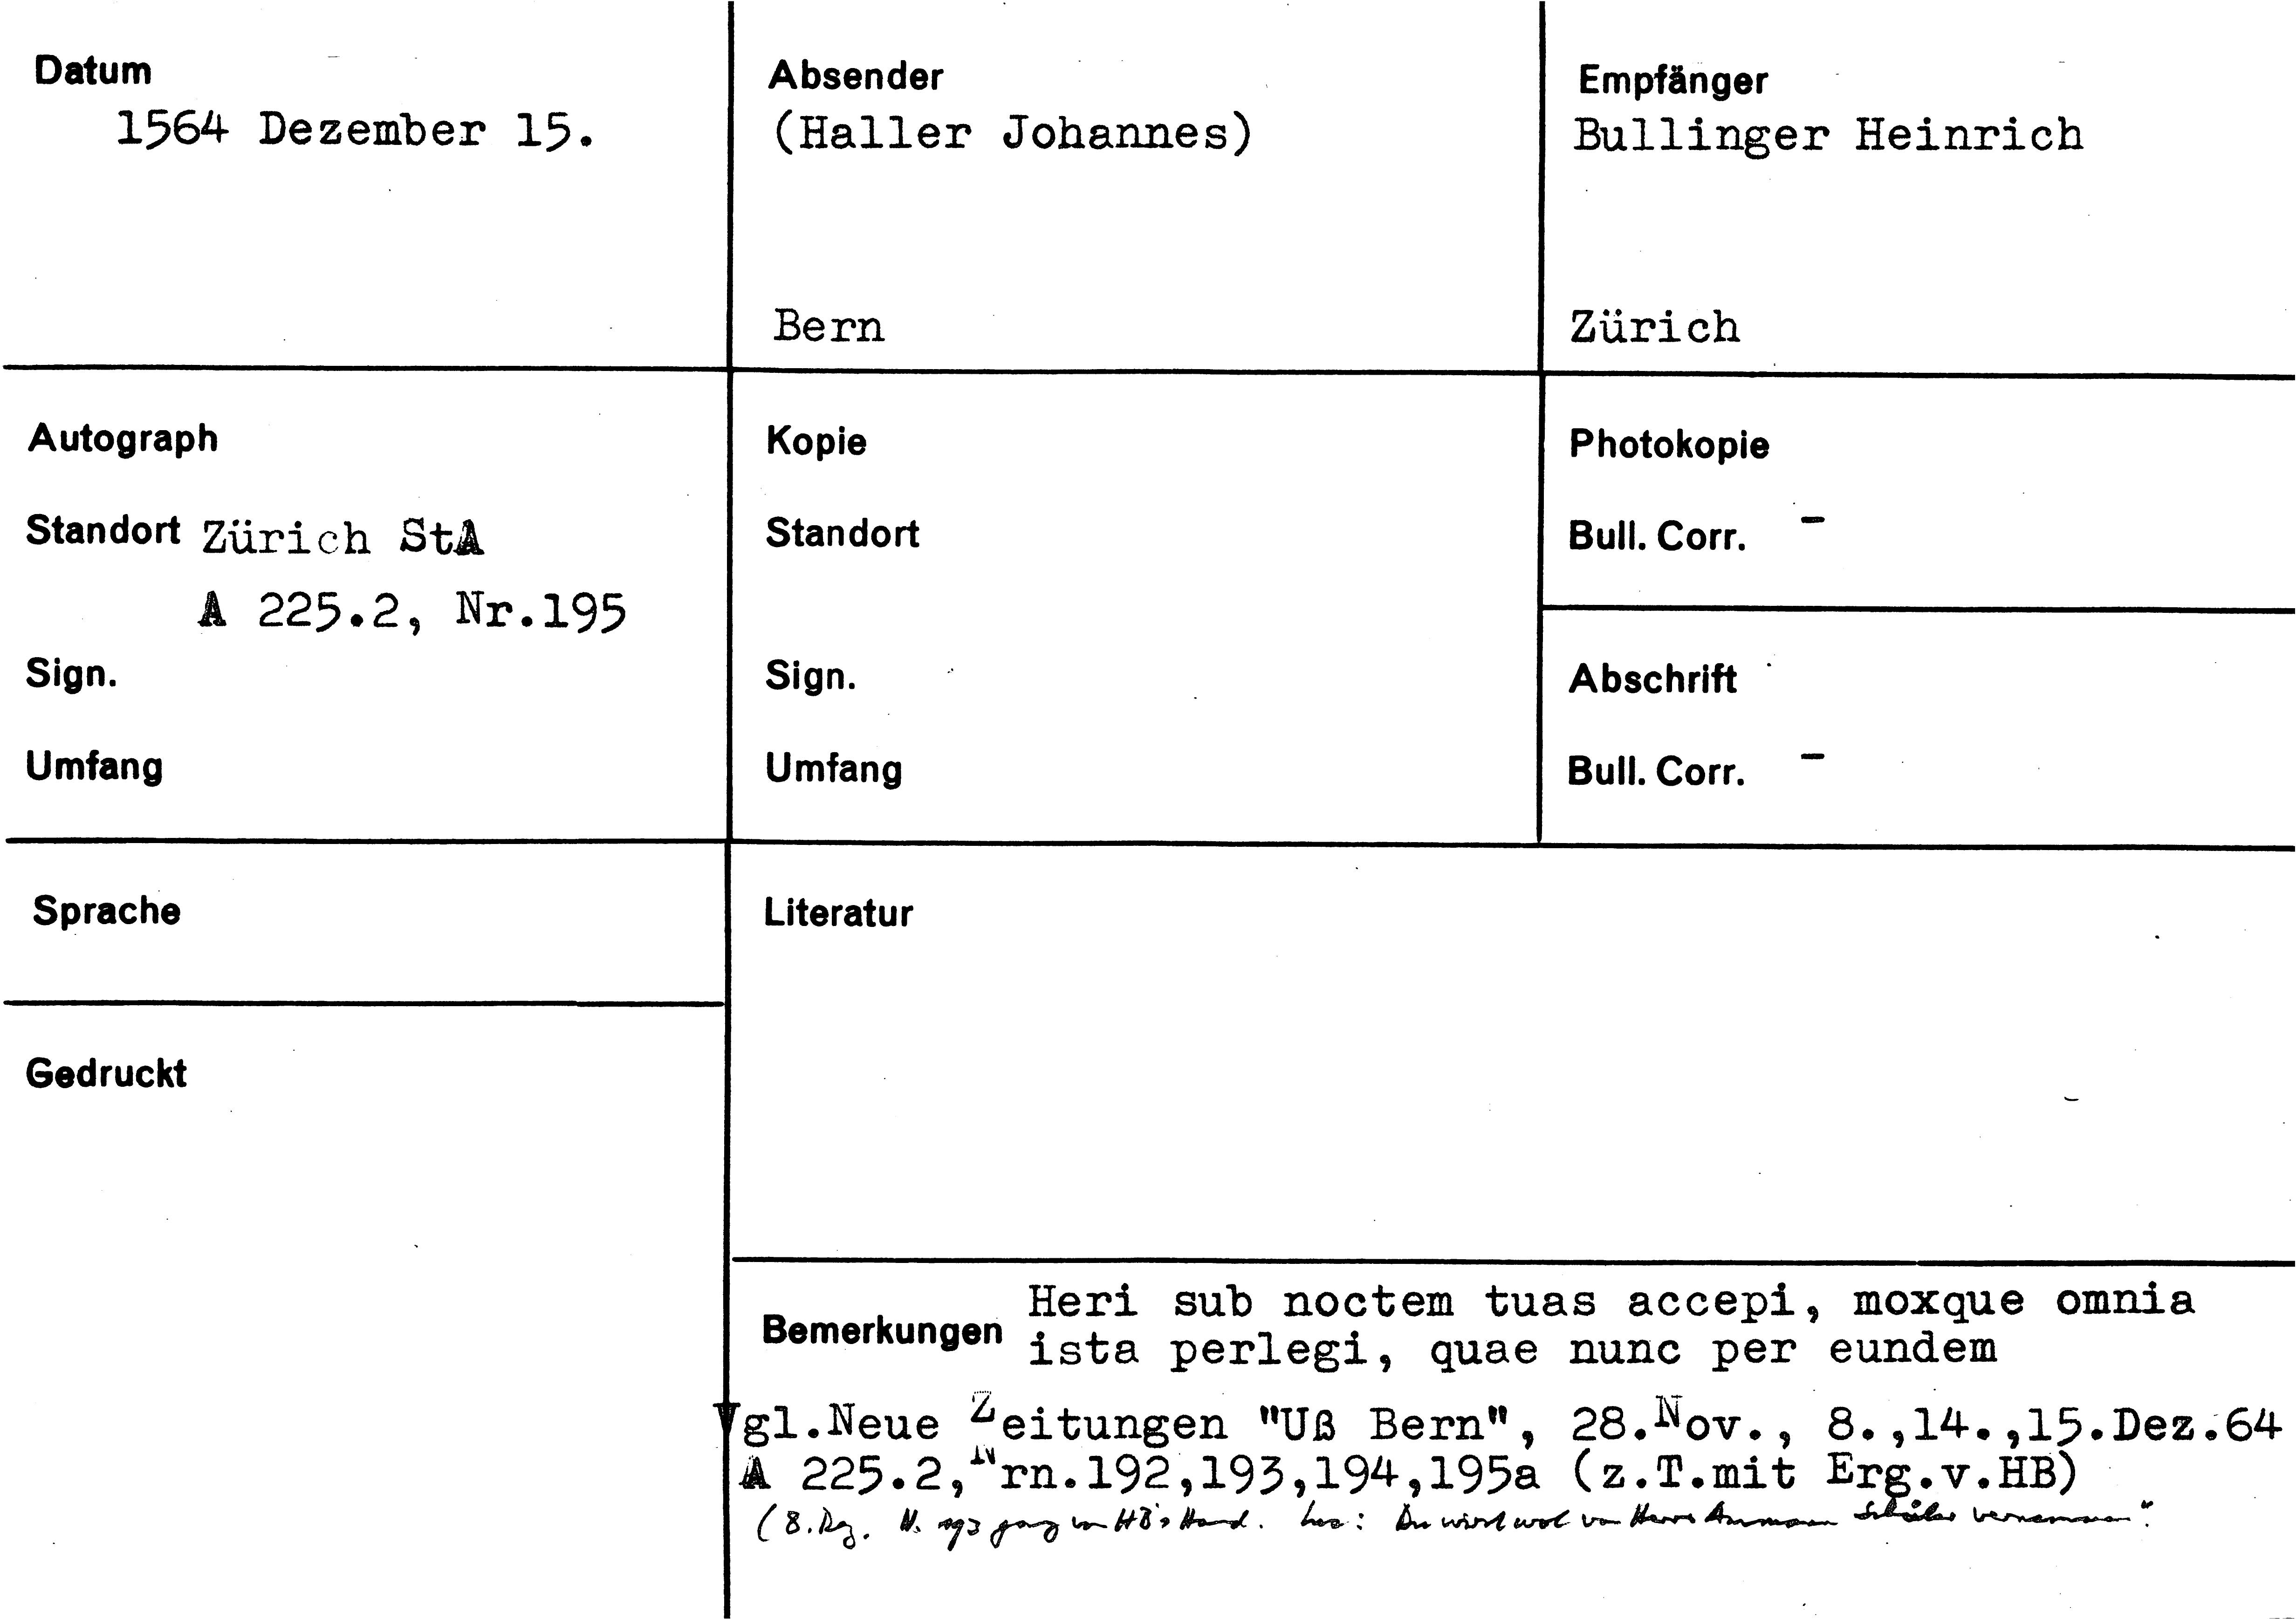 Datum
1564 Dezember 15.
Absender
(Haller Johannes)
Bern
Empfänger
Bullinger Heinrich
Zürich
Autograph
Standort Zürich StA
A 225.2, Nr.195
Sign.
Umfang
Kopie
Standort
Sign.
Umfang
Photokopie
Bull. Corr. -
Abschrift
Bull. Corr. -
Sprache
Gedruckt
Literatur
Bemerkungen
Heri sub noctem tuas accepi, moxque omnia
ista perlegi, quae nunc per eundem
Vgl.Neue Zeitungen "Uß Bern", 28.Nov., 8.,14.,15.Dez.64
A 225.2,Nrn.192,193,194,195a (z.T.mit Erg.v.HB)
(8. Dez. N. 193 ganz von HB's Hand. : Du wirst wol von Herr Ammann vernemmen".